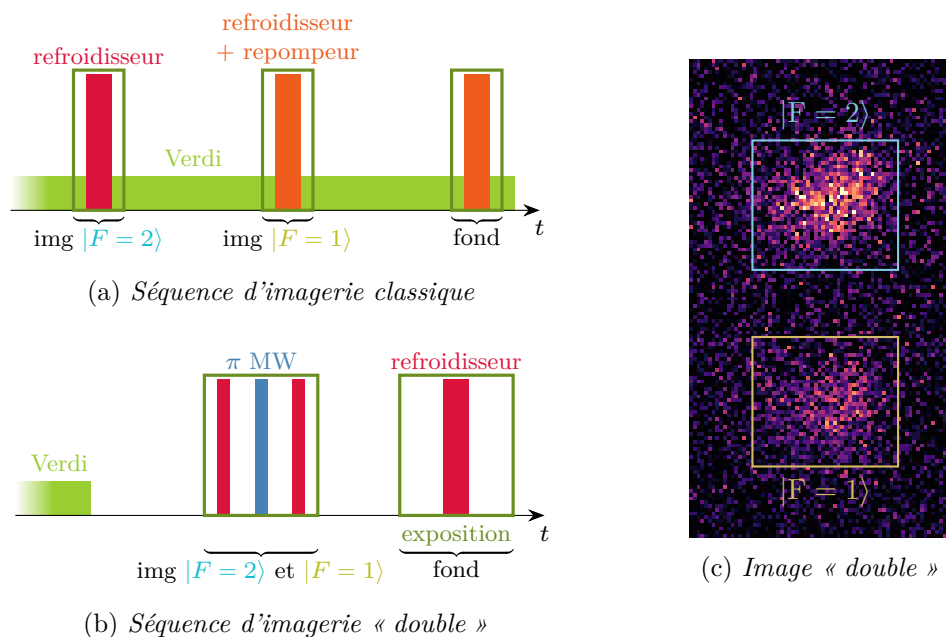 refroidisseur
refroidisseur
+ repompeur
Verdi
img |F = 2⟩
img |F = 1⟩
fond
t
(a) Séquence d'imagerie classique
π MW
refroidisseur
Verdi
t
exposition
img |F = 2⟩ et |F = 1⟩
fond
(b) Séquence d'imagerie « double »
|F = 2⟩
|F = 1⟩
(c) Image « double »